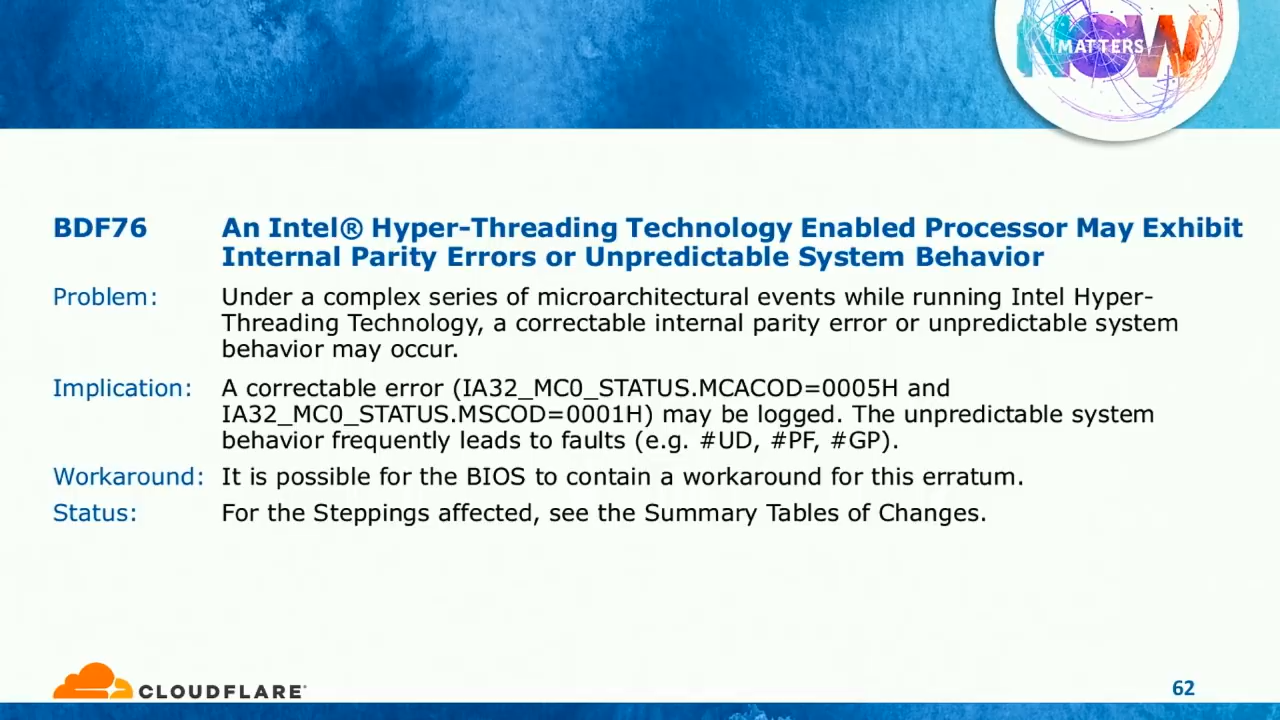 NOW
MATTERS
BDF76 An Intel® Hyper-Threading Technology Enabled Processor May Exhibit
Internal Parity Errors or Unpredictable System Behavior
Problem: Under a complex series of microarchitectural events while running Intel Hyper-
Threading Technology, a correctable internal parity error or unpredictable system
behavior may occur.
Implication: A correctable error (IA32_MC0_STATUS.MCACOD=0005H and
IA32_MC0_STATUS.MSCOD=0001H) may be logged. The unpredictable system
behavior frequently leads to faults (e.g. #UD, #PF, #GP).
Workaround: It is possible for the BIOS to contain a workaround for this erratum.
Status: For the Steppings affected, see the Summary Tables of Changes.
CLOUDFLARE
62